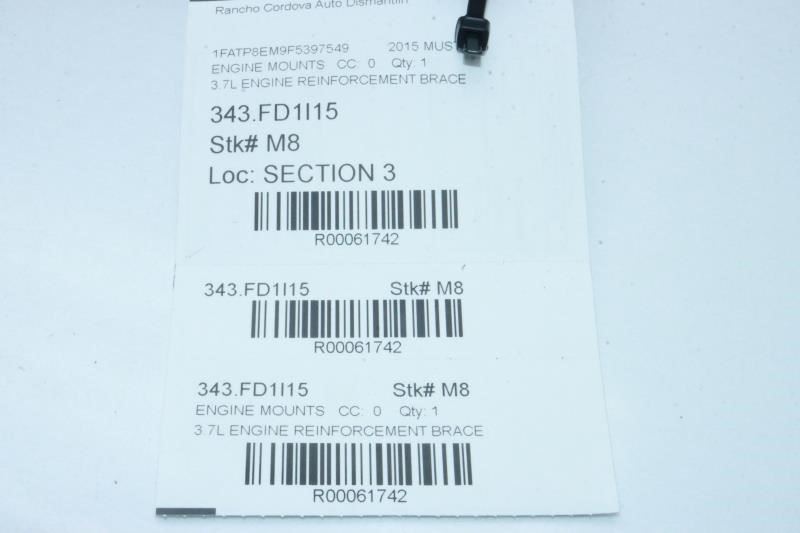 Rancho Cordova Auto Dismantlin
1FATP8EM9F5397549 2015 MUST
ENGINE MOUNTS CC: 0 Qty: 1
3.7L ENGINE REINFORCEMENT BRACE
343.FD1I15
Stk# M8
Loc: SECTION 3
R00061742
343.FD1I15 Stk# M8
R00061742
343.FD1I15 Stk# M8
ENGINE MOUNTS CC: 0 Qty: 1
3.7L ENGINE REINFORCEMENT BRACE
R00061742